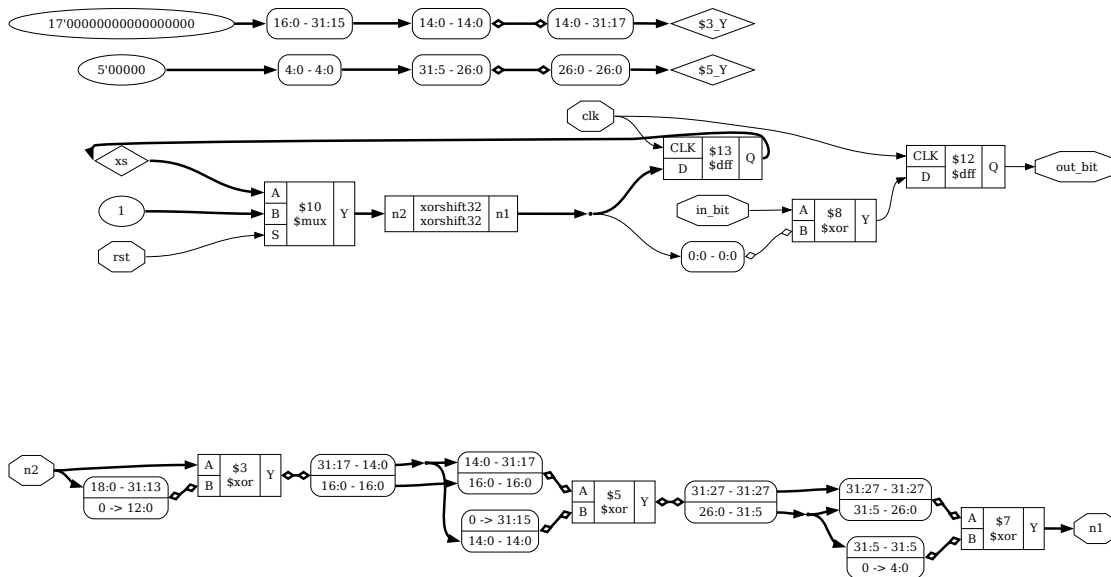 17'00000000000000000
16:0 - 31:15
14:0 - 14:0
14:0 - 31:17
$3_Y
5'00000
4:0 - 4:0
31:5 - 26:0
26:0 - 26:0
$5_Y
clk
xs
CLK
D
$13
$dff
Q
CLK
D
$12
$dff
Q
out_bit
1
rst
A
B
S
$10
$mux
Y
n2
xorshift32
xorshift32
n1
in_bit
A
B
$8
$xor
Y
0:0 - 0:0
n2
18:0 - 31:13
0 -> 12:0
A
B
$3
$xor
Y
31:17 - 14:0
16:0 - 16:0
14:0 - 31:17
16:0 - 16:0
0 -> 31:15
14:0 - 14:0
A
B
$5
$xor
Y
31:27 - 31:27
26:0 - 31:5
31:27 - 31:27
31:5 - 26:0
31:5 - 31:5
0 -> 4:0
A
B
$7
$xor
Y
n1